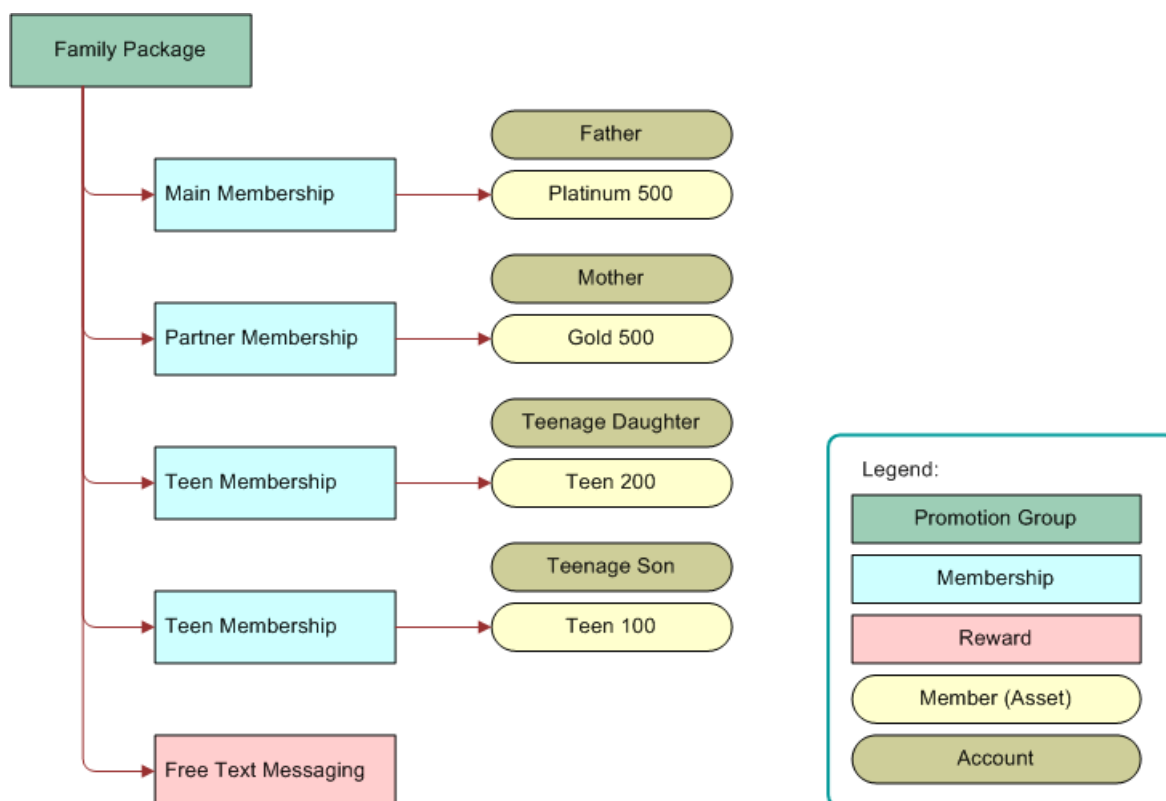 Family Package
Father
Main Membership
Platinum 500
Mother
Partner Membership
Gold 500
Teenage Daughter
Teen Membership
Teen 200
Teenage Son
Teen Membership
Teen 100
Free Text Messaging
Legend:
Promotion Group
Membership
Reward
Member (Asset)
Account